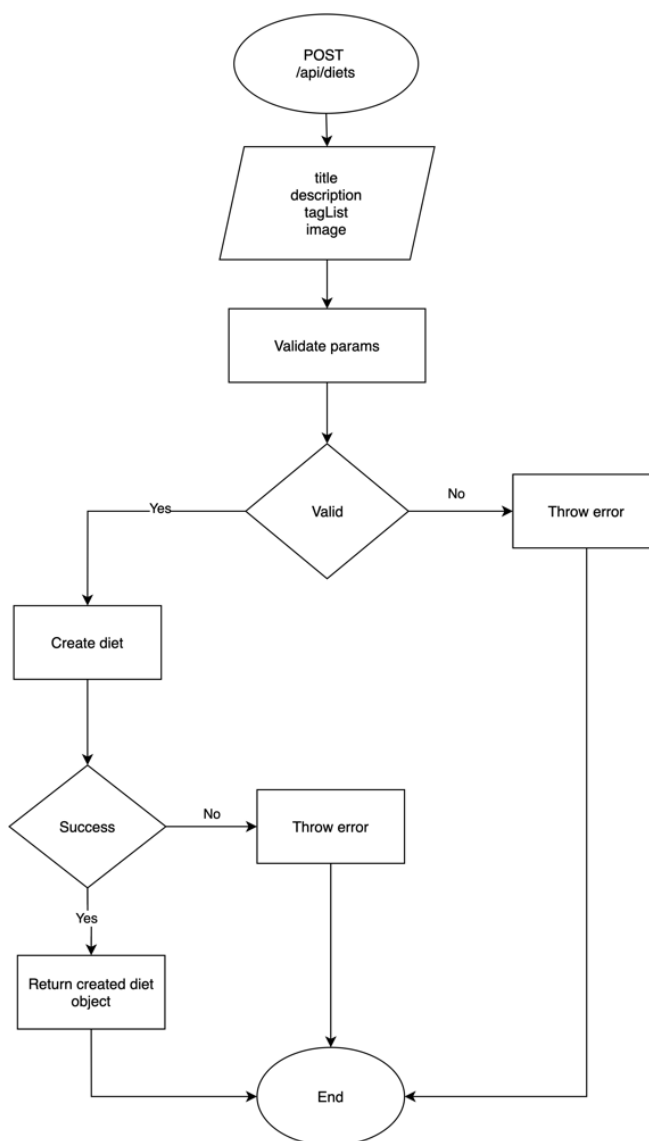 POST
/api/diets
title
description
tagList
image
Validate params
Valid
No
Throw error
Yes
Create diet
Success
No
Throw error
Yes
Return created diet
object
End